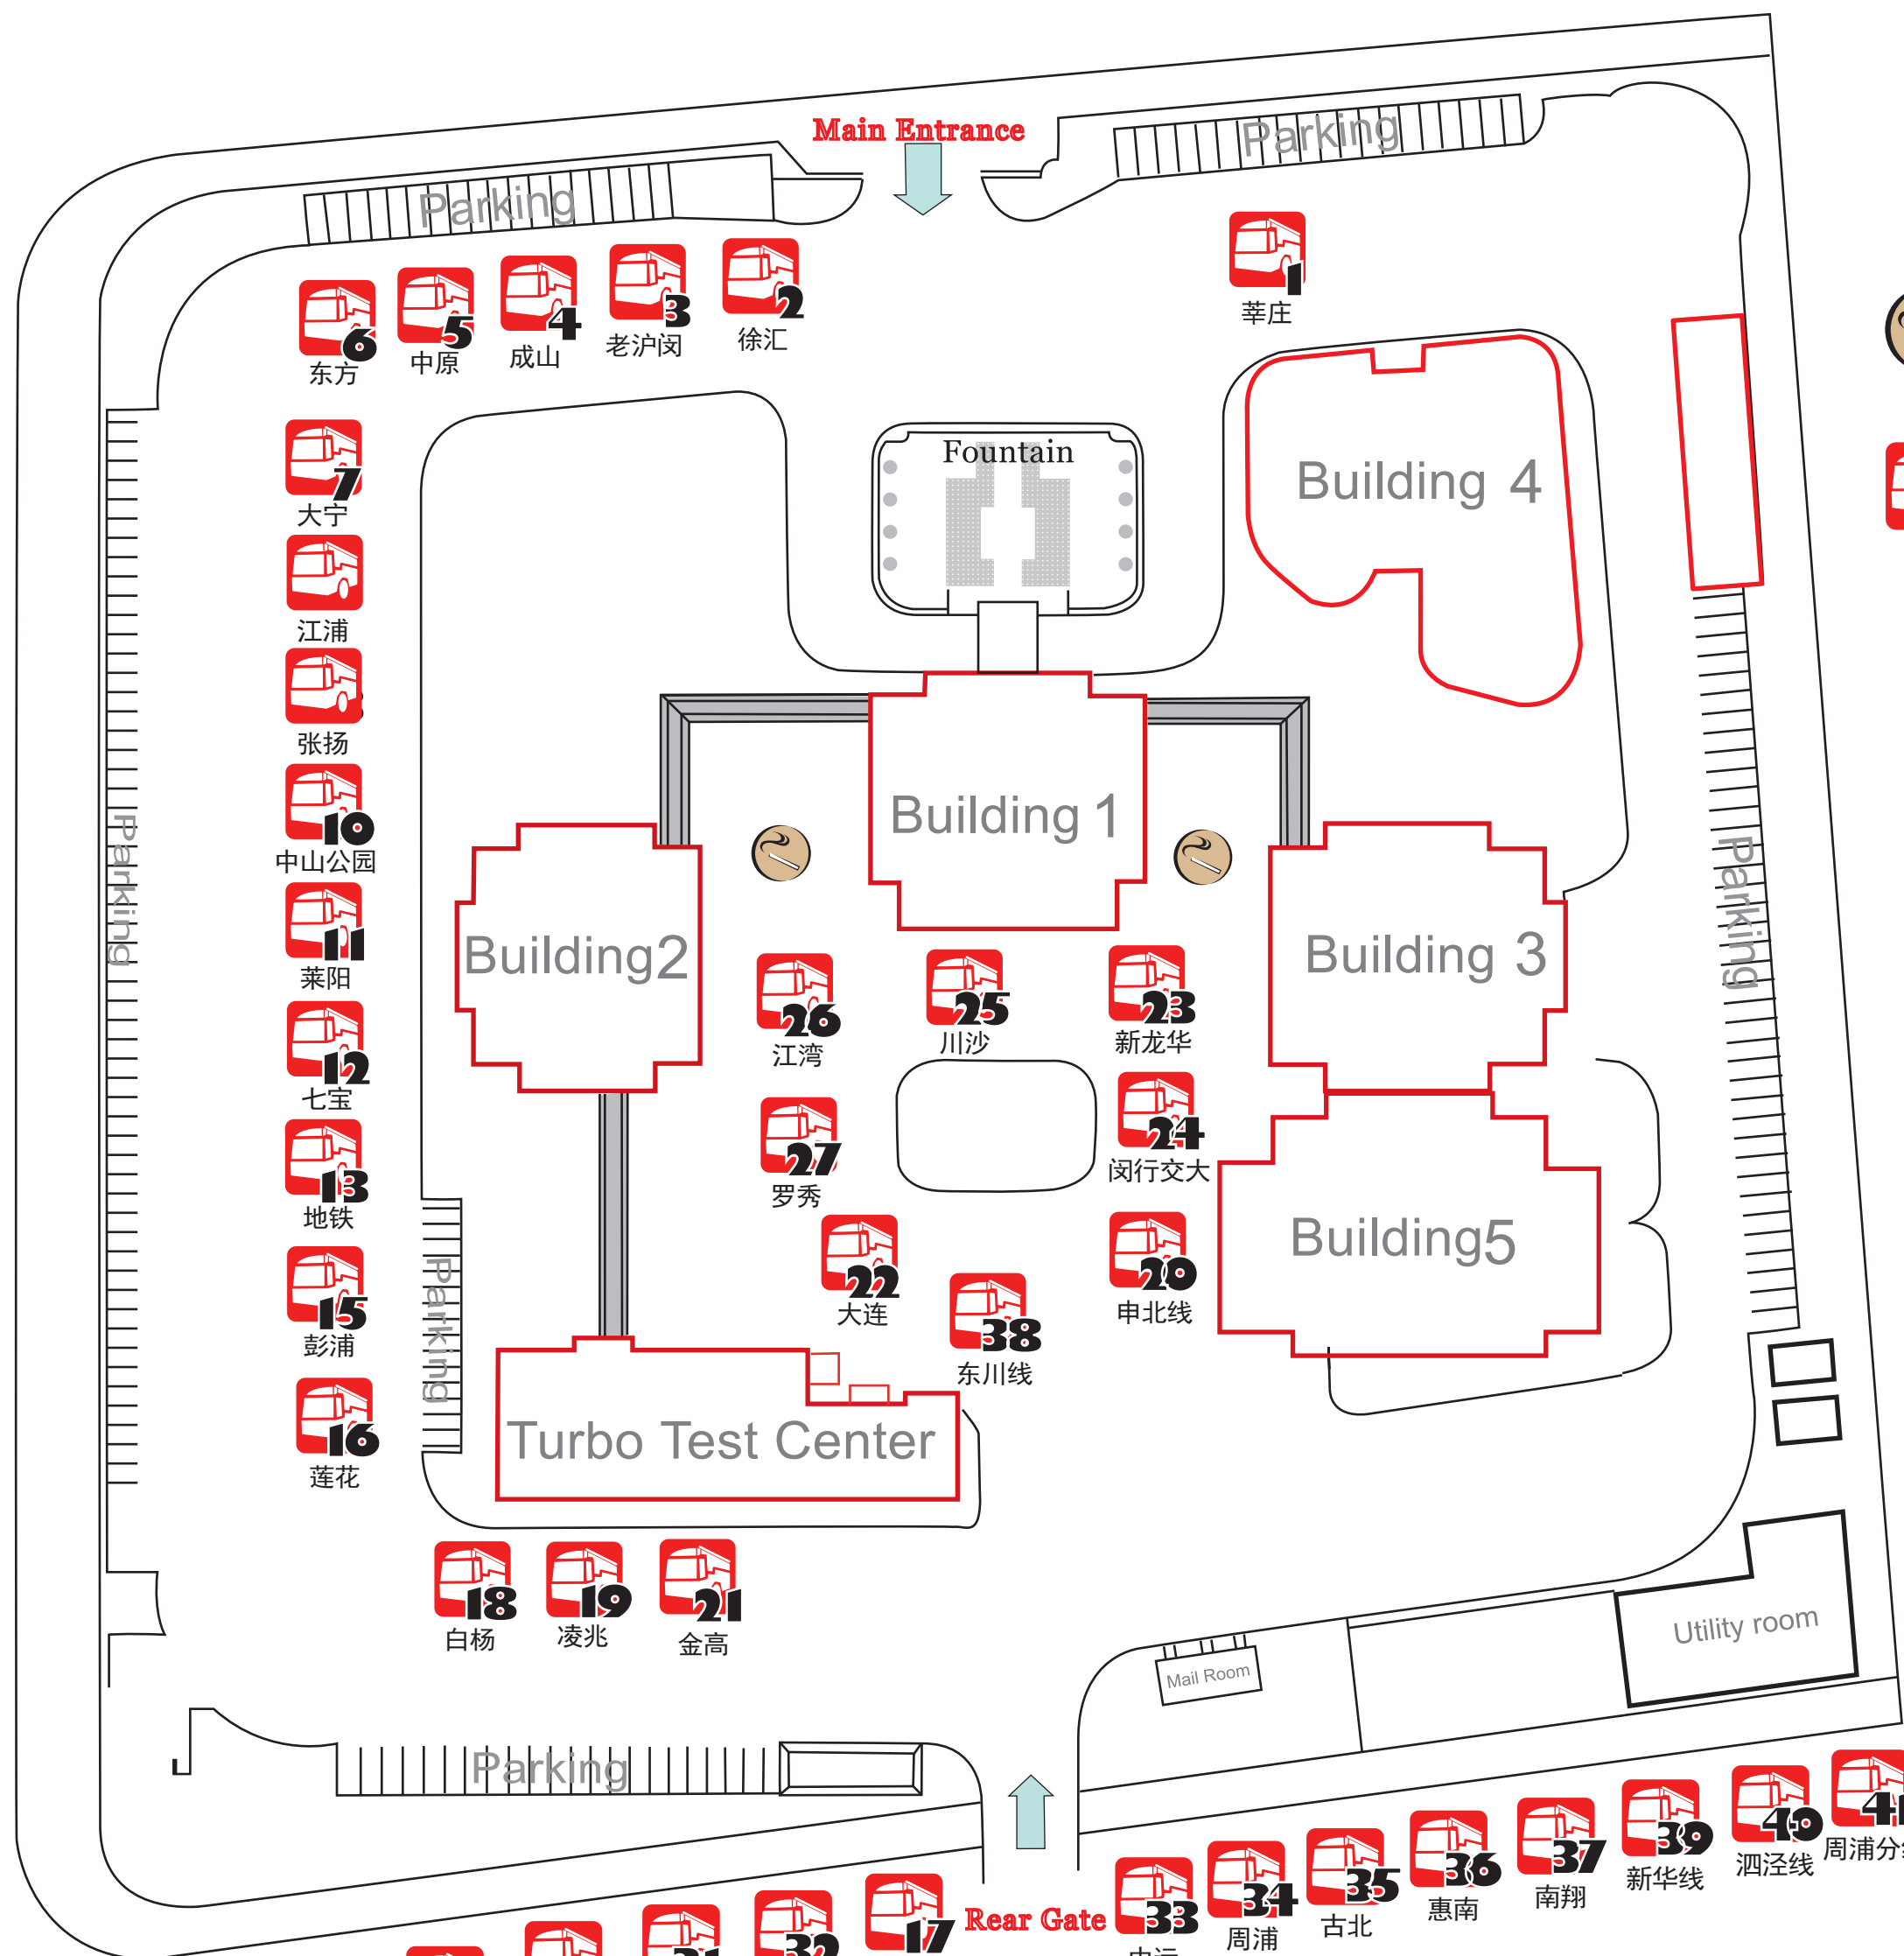 Main Entrance
Parking
Parking
1
莘庄
2
徐汇
3
老沪闵
4
成山
5
中原
6
东方
7
大宁
江浦
张扬
10
中山公园
11
莱阳
12
七宝
13
地铁
15
彭浦
16
莲花
Parking
Parking
Fountain
Building 4
Building 1
Building2
Building 3
Building5
Parking
26
江湾
25
川沙
23
新龙华
27
罗秀
24
闵行交大
22
大连
38
东川线
20
申北线
Turbo Test Center
18
白杨
19
凌兆
21
金高
Utility room
Mail Room
Parking
32
17
Rear Gate
33
34
周浦
35
古北
36
惠南
37
南翔
39
新华线
40
泗泾线
周浦分